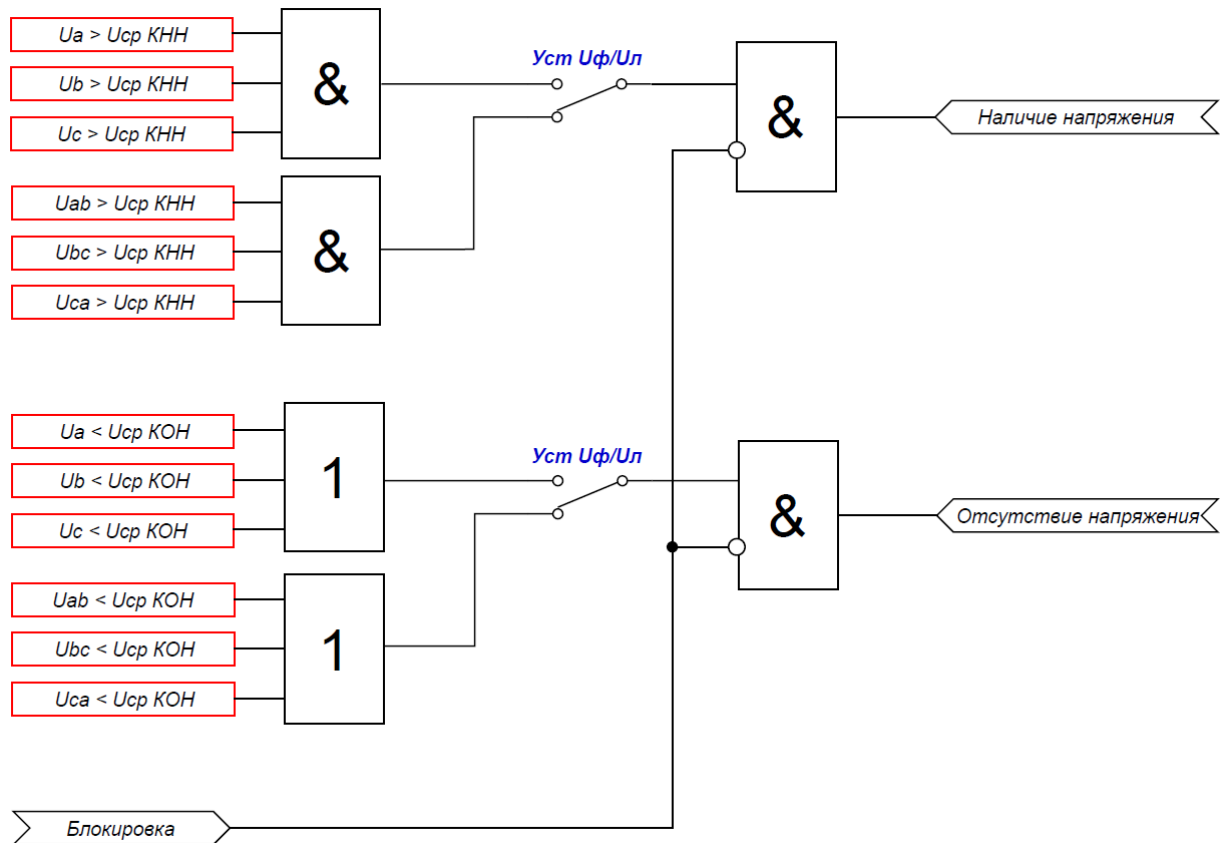 Ua > Uср КНН
Ub > Uср КНН
Uc > Uср КНН
&
Уст Uф/Uл
&
Наличие напряжения
Uab > Uср КНН
Ubc > Uср КНН
Uca > Uср КНН
&
Ua < Uср КОН
Ub < Uср КОН
Uc < Uср КОН
1
Уст Uф/Uл
&
Отсутствие напряжения
Uab < Uср КОН
Ubc < Uср КОН
Uca < Uср КОН
1
Блокировка